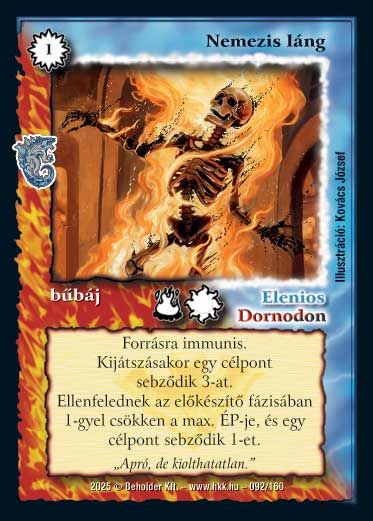 1
Nemezis láng
Illusztráció: Kovács József
bűbáj
Elenios
Dornodon
Forrásra immunis.
Kijátszásakor egy célpont
sebződik 3-at.
Ellenfelednek az előkészítő fázisában
1-gyel csökken a max. ÉP-je, és egy
célpont sebződik 1-et.
„Apró, de kiolthatatlan.”
2025 © Beholder Kft. – www.hkk.hu – 092/160